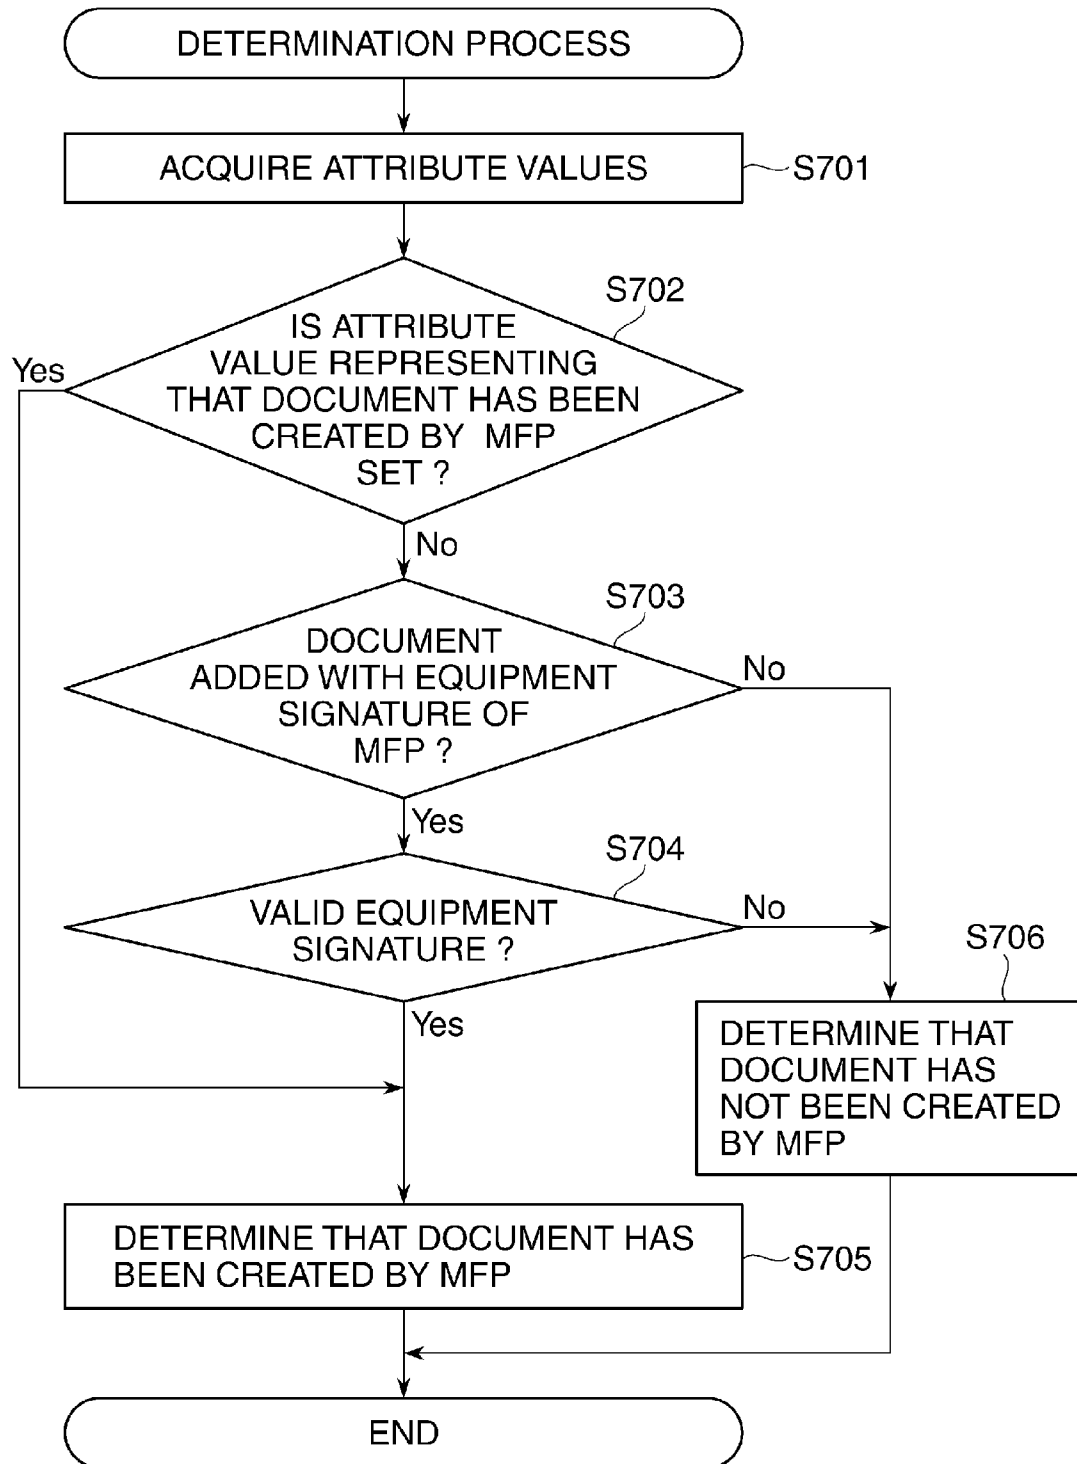 DETERMINATION PROCESS
ACQUIRE ATTRIBUTE VALUES
S701
S702
IS ATTRIBUTE
VALUE REPRESENTING
THAT DOCUMENT HAS BEEN
CREATED BY MFP
SET ?
Yes
No
S703
DOCUMENT
ADDED WITH EQUIPMENT
SIGNATURE OF
MFP ?
No
Yes
S704
VALID EQUIPMENT
SIGNATURE ?
No
Yes
S706
DETERMINE THAT
DOCUMENT HAS
NOT BEEN CREATED
BY MFP
DETERMINE THAT DOCUMENT HAS
BEEN CREATED BY MFP
S705
END